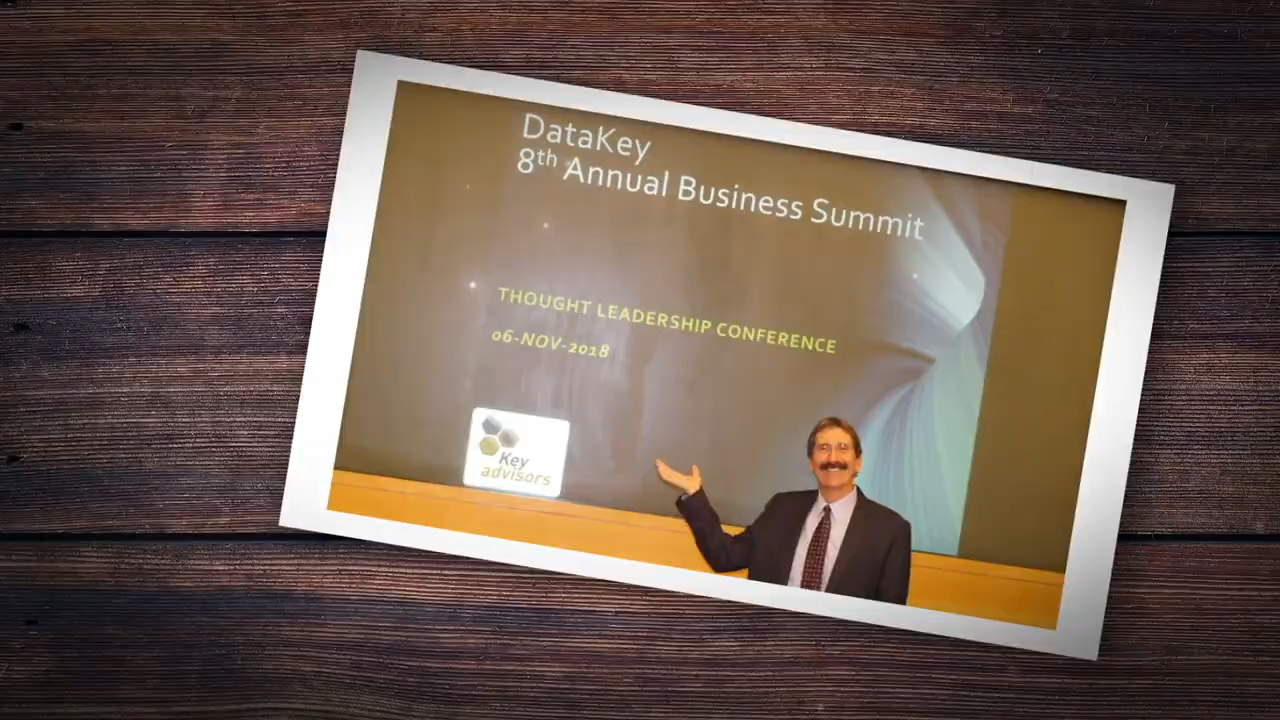 DataKey
8th Annual Business Summit
THOUGHT LEADERSHIP CONFERENCE
06-NOV-2018
Key
advisors